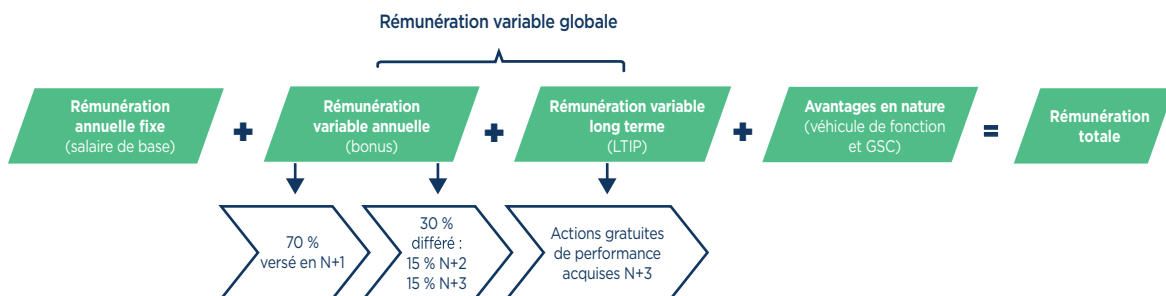 Rémunération variable globale
Rémunération
annuelle fixe
(salaire de base)
+
Rémunération
variable annuelle
(bonus)
+
Rémunération variable
long terme
(LTIP)
+
Avantages en nature
(véhicule de fonction
et GSC)
=
Rémunération
totale
70 %
versé en N+1
30 %
différé :
15 % N+2
15 % N+3
Actions gratuites
de performance
acquises N+3